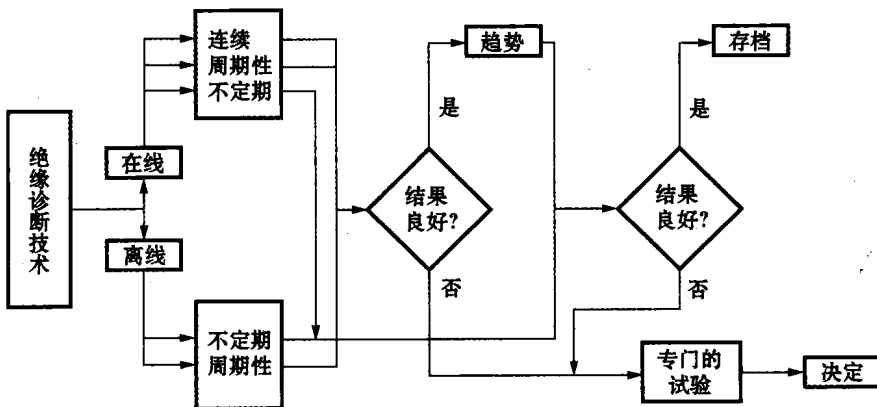 绝缘诊断技术
在线
离线
连续
周期性
不定期
不定期
周期性
结果
良好?
是
否
趋势
结果
良好?
是
否
存档
专门的
试验
决定